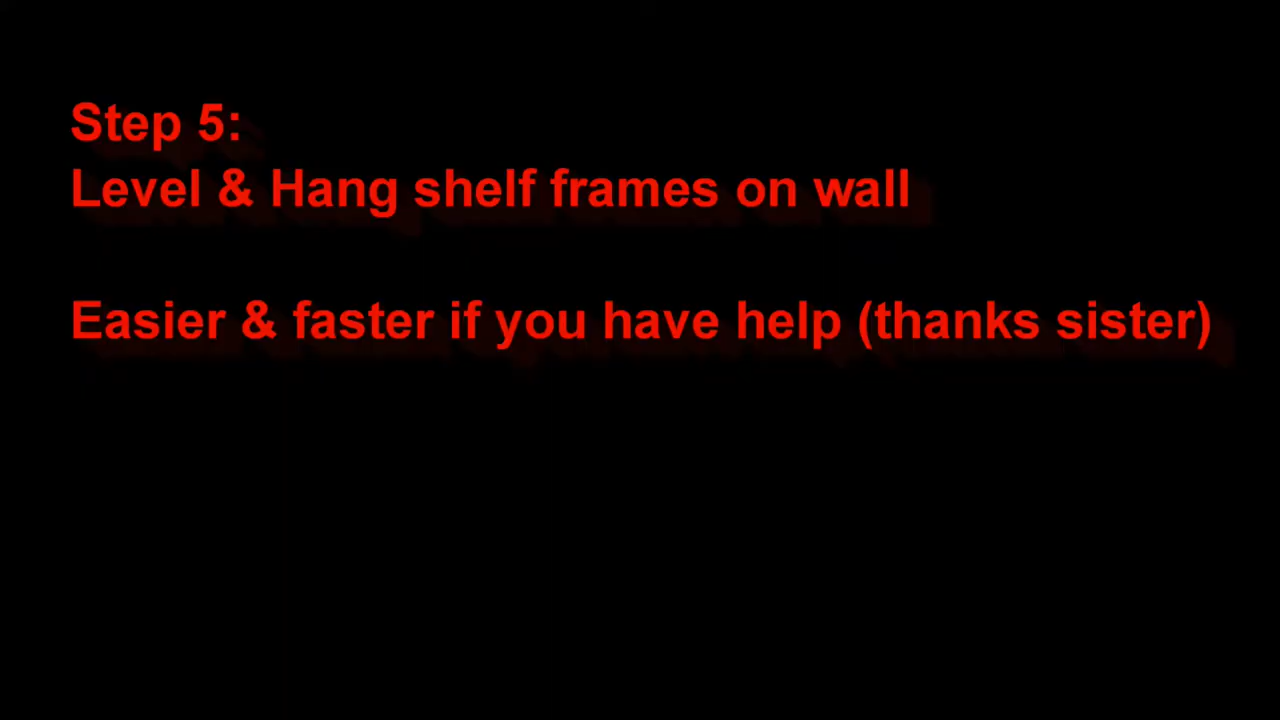 Step 5:
Level & Hang shelf frames on wall
Easier & faster if you have help (thanks sister)